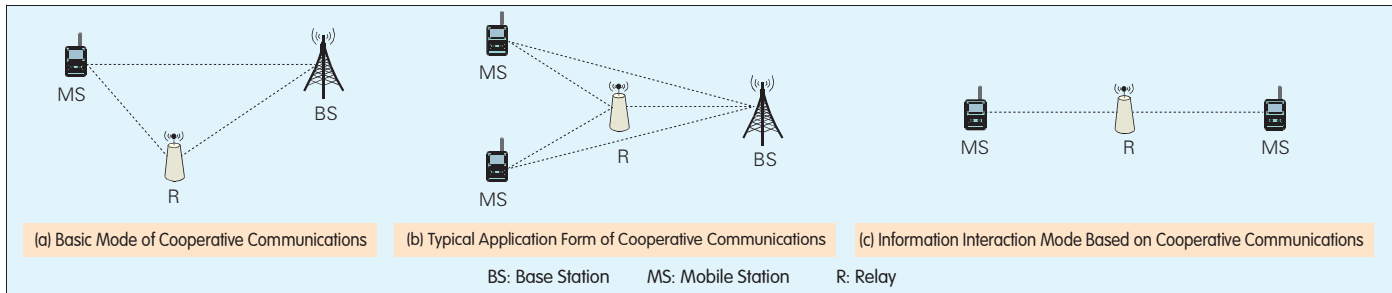 MS
BS
R
(a) Basic Mode of Cooperative Communications
MS
MS
R
BS
(b) Typical Application Form of Cooperative Communications
MS
R
MS
(c) Information Interaction Mode Based on Cooperative Communications
BS: Base Station MS: Mobile Station R: Relay